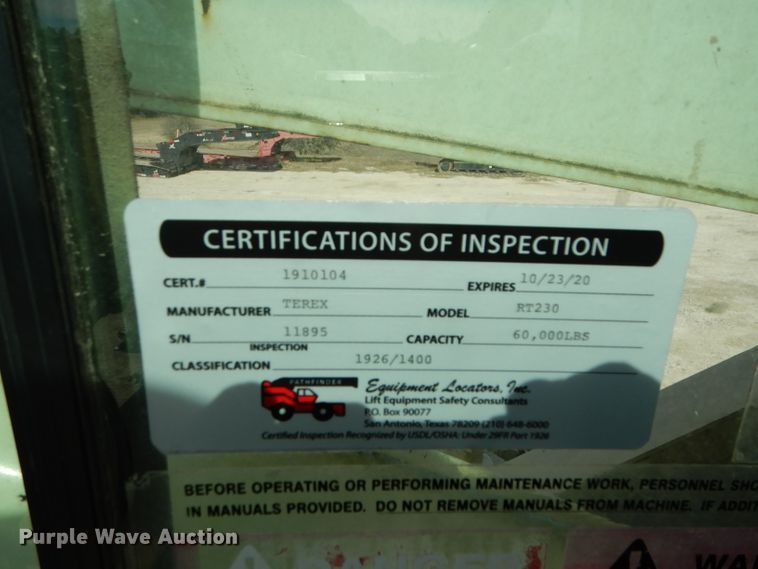 CERTIFICATIONS OF INSPECTION
CERT.# 1910104 EXPIRES 10/23/20
MANUFACTURER TEREX MODEL RT230
S/N 11895 CAPACITY 60,000LBS
INSPECTION
CLASSIFICATION 1926/1400
PATHFINDER
Equipment Locators, Inc.
Lift Equipment Safety Consultants
P.O. Box 90077
San Antonio, Texas 78209 (210) 648-6000
Certified Inspection Recognized by USDL/OSHA: Under 29FR Part 1926
BEFORE OPERATING OR PERFORMING MAINTENANCE WORK, PERSONNEL SHO
IN MANUALS PROVIDED. DO NOT REMOVE MANUALS FROM MACHINE. IF ADDIT
DANGER
WAR
Purple Wave Auction